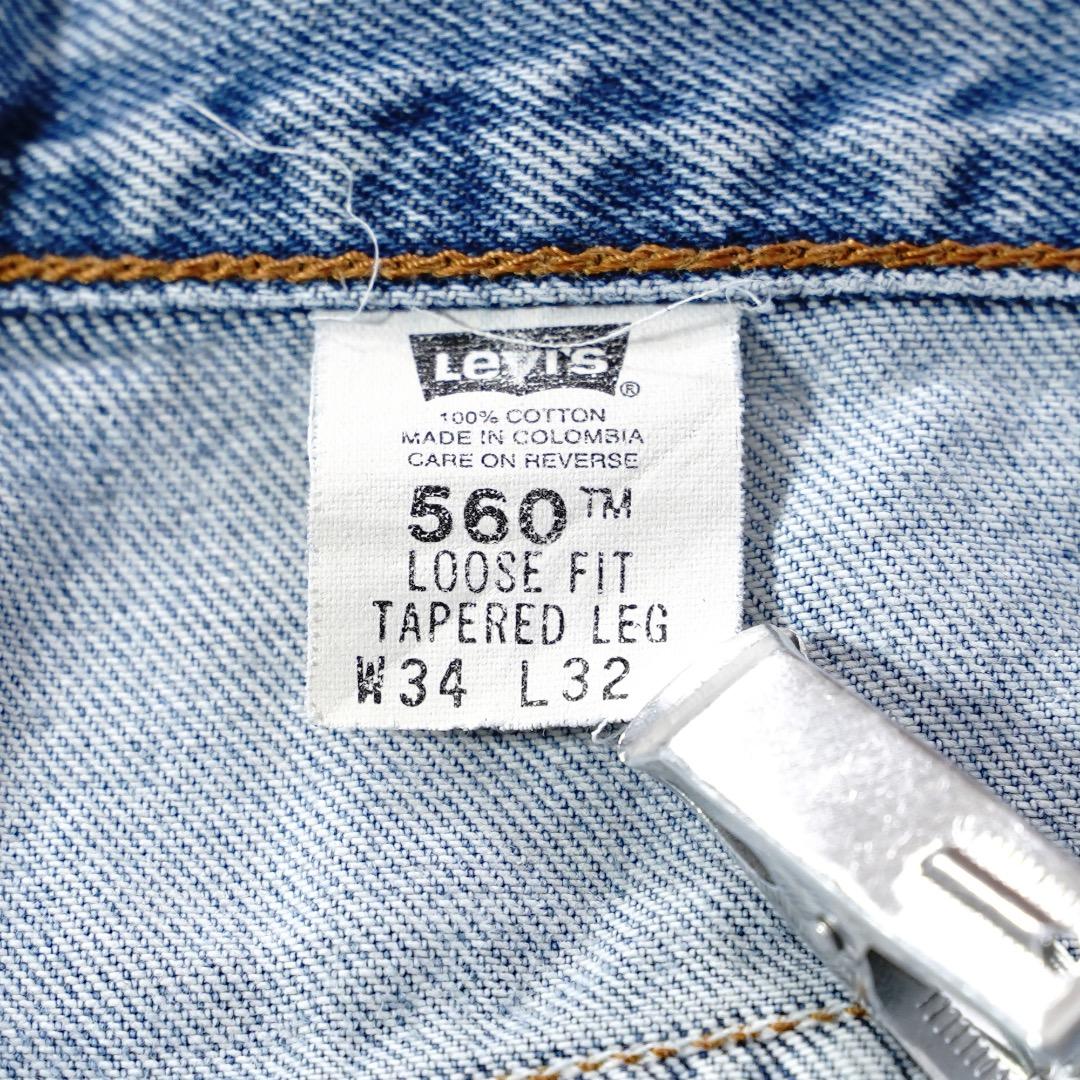 Levi's®
100% COTTON
MADE IN COLOMBIA
CARE ON REVERSE
560™
LOOSE FIT
TAPERED LEG
W34 L32